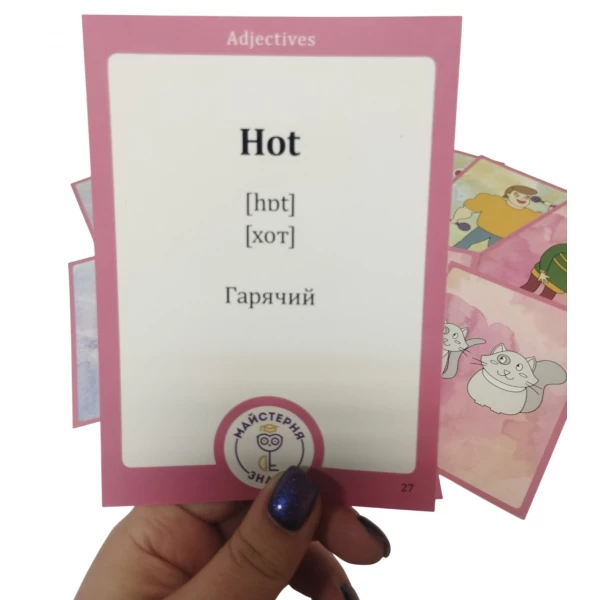 Adjectives
Hot
[hɒt]
[хот]
Гарячий
МАЙСТЕРНЯ
27